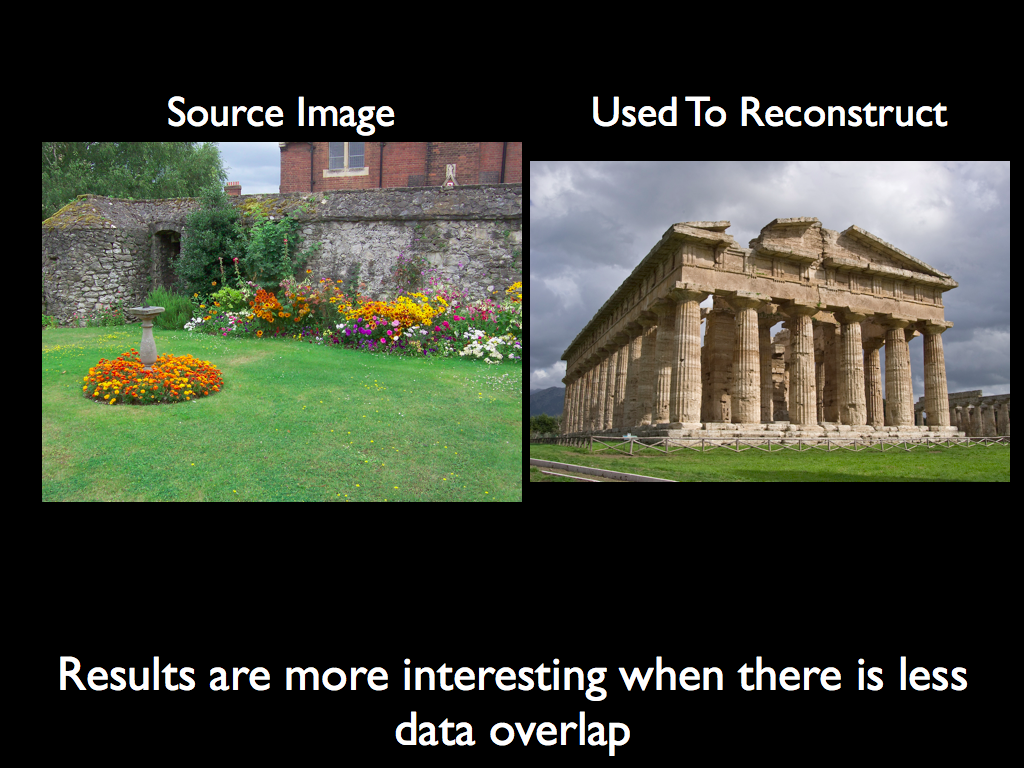 Source Image
Used To Reconstruct
Results are more interesting when there is less
data overlap